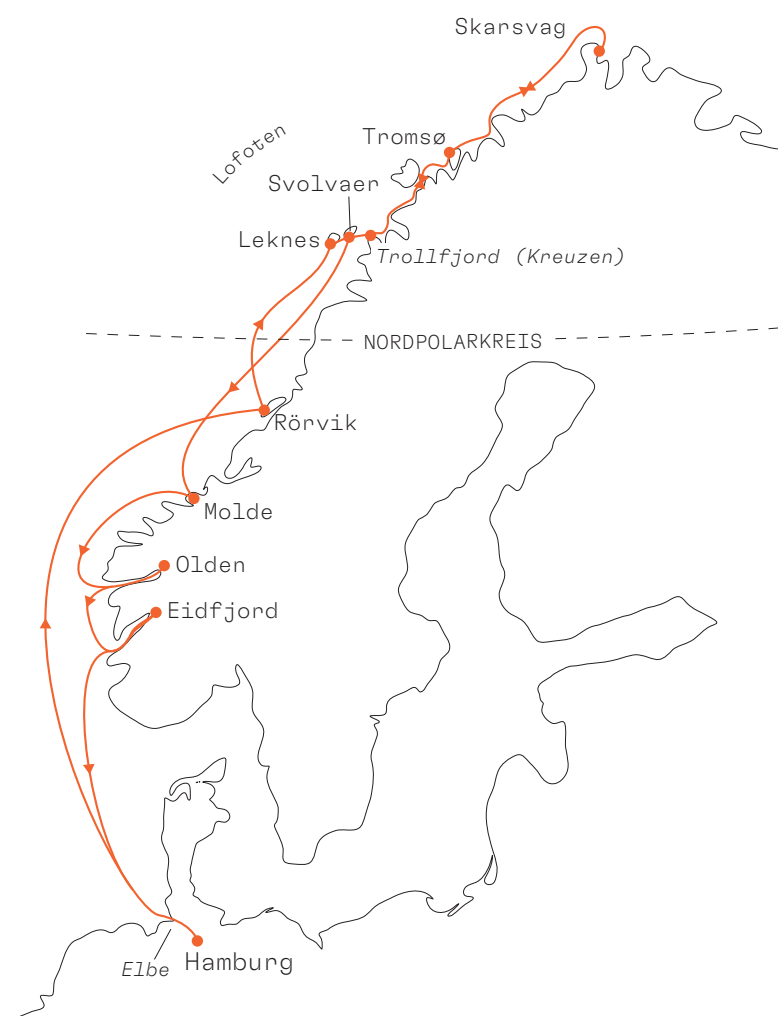 Skarsvag
Tromsø
Lofoten
Svolvaer
Leknes
Trollfjord (Kreuzen)
NORDPOLARKREIS
Rörvik
Molde
Olden
Eidfjord
Elbe
Hamburg